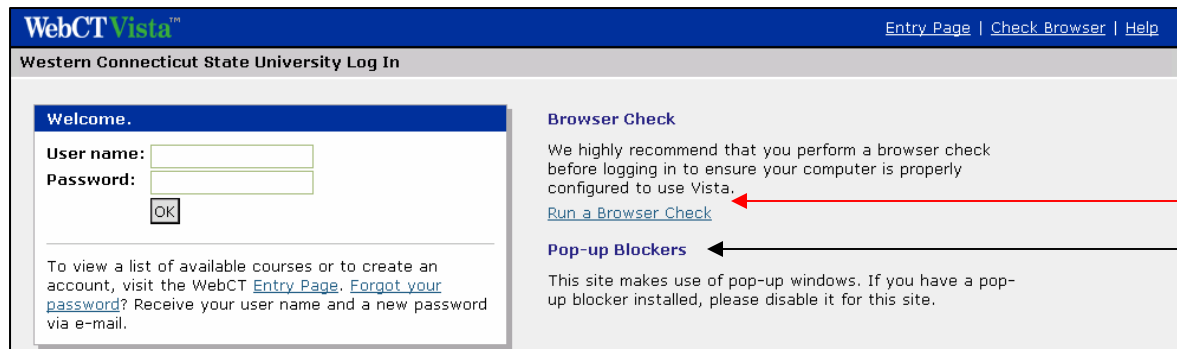 WebCT Vista™
Entry Page | Check Browser | Help
Western Connecticut State University Log In
Welcome.
User name:
Password:
OK
To view a list of available courses or to create an
account, visit the WebCT Entry Page. Forgot your
password? Receive your user name and a new password
via e-mail.
Browser Check
We highly recommend that you perform a browser check
before logging in to ensure your computer is properly
configured to use Vista.
Run a Browser Check
Pop-up Blockers
This site makes use of pop-up windows. If you have a pop-
up blocker installed, please disable it for this site.